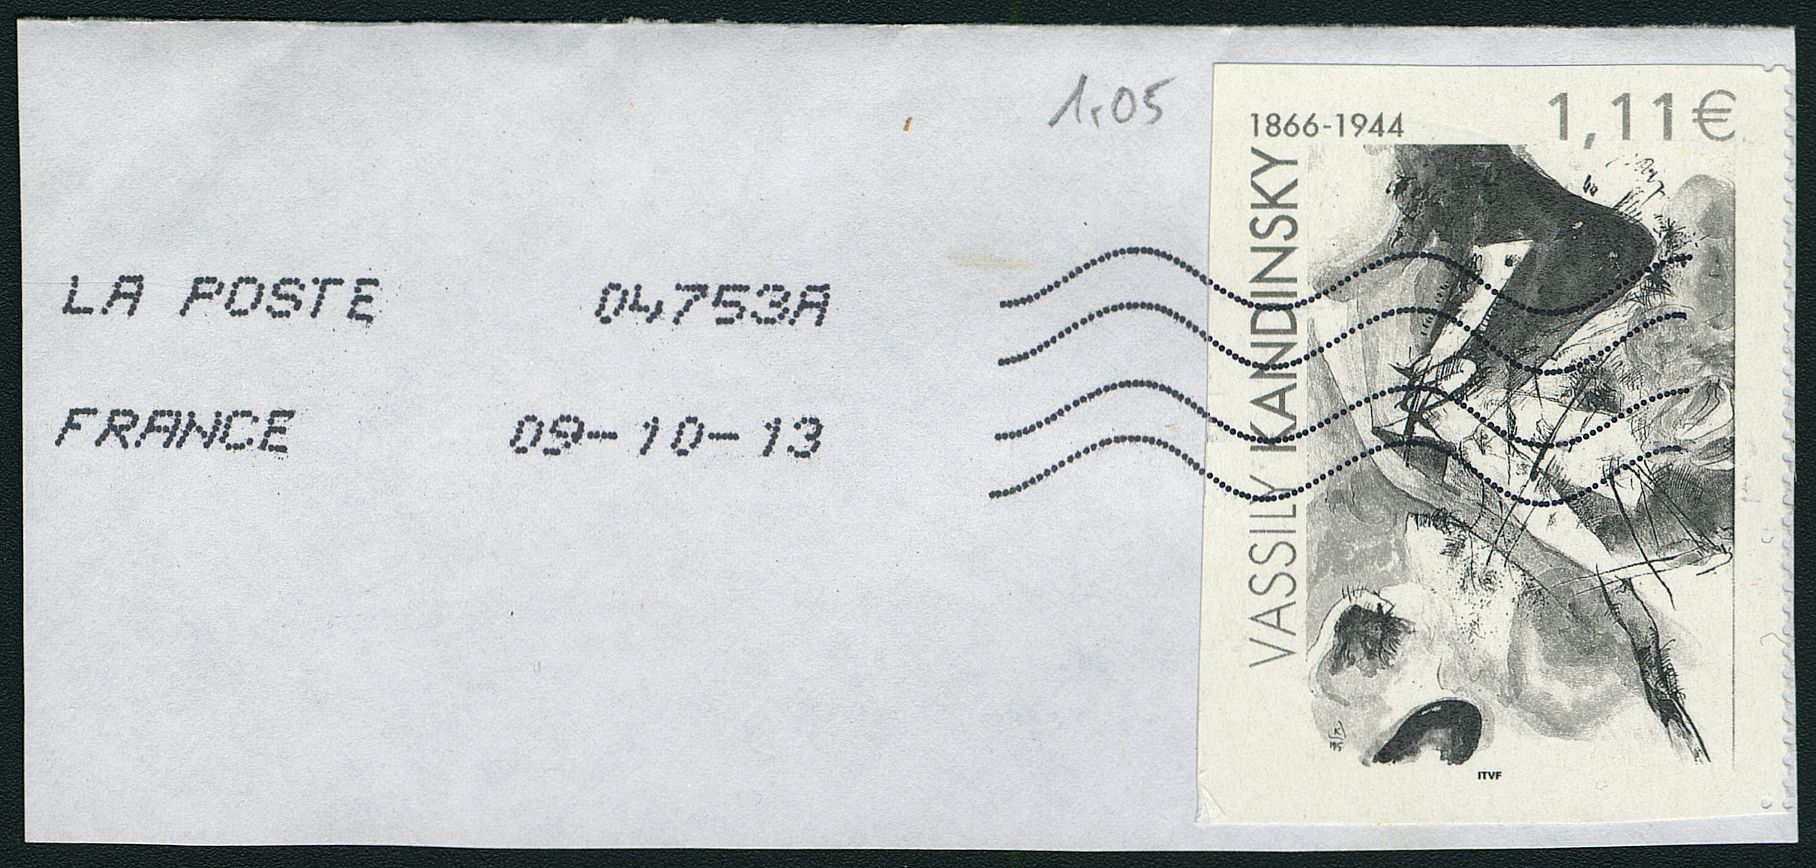 1,05
1866-1944
1,11€
VASSILY KANDINSKY
LA POSTE 04753A
FRANCE 09-10-13
ITVF